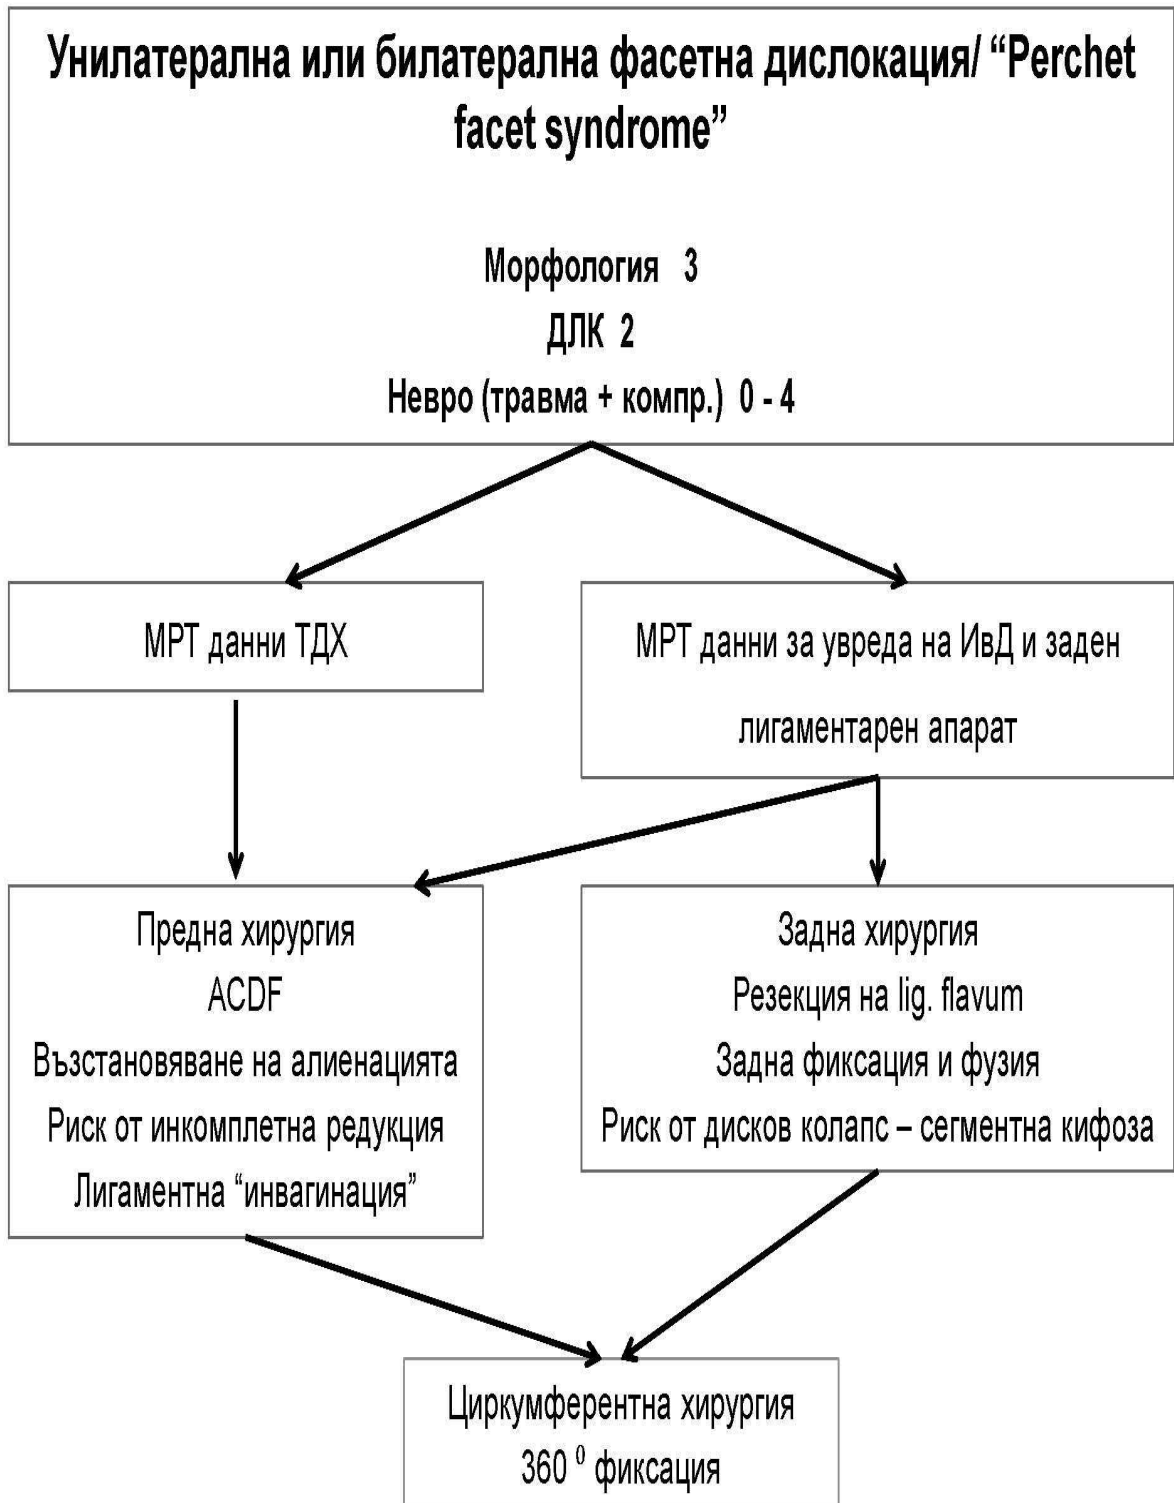 Унилатерална или билатерална фасетна дислокация/ “Perchet
facet syndrome”
Морфология 3
ДЛК 2
Невро (травма + компр.) 0 - 4
МРТ данни ТДХ
МРТ данни за увреда на ИвД и заден
лигаментарен апарат
Предна хирургия
ACDF
Възстановяване на алиенацията
Риск от инкомплетна редукция
Лигаментна “инвагинация”
Задна хирургия
Резекция на lig. flavum
Задна фиксация и фузия
Риск от дисков колапс – сегментна кифоза
Циркумферентна хирургия
360 ⁰ фиксация